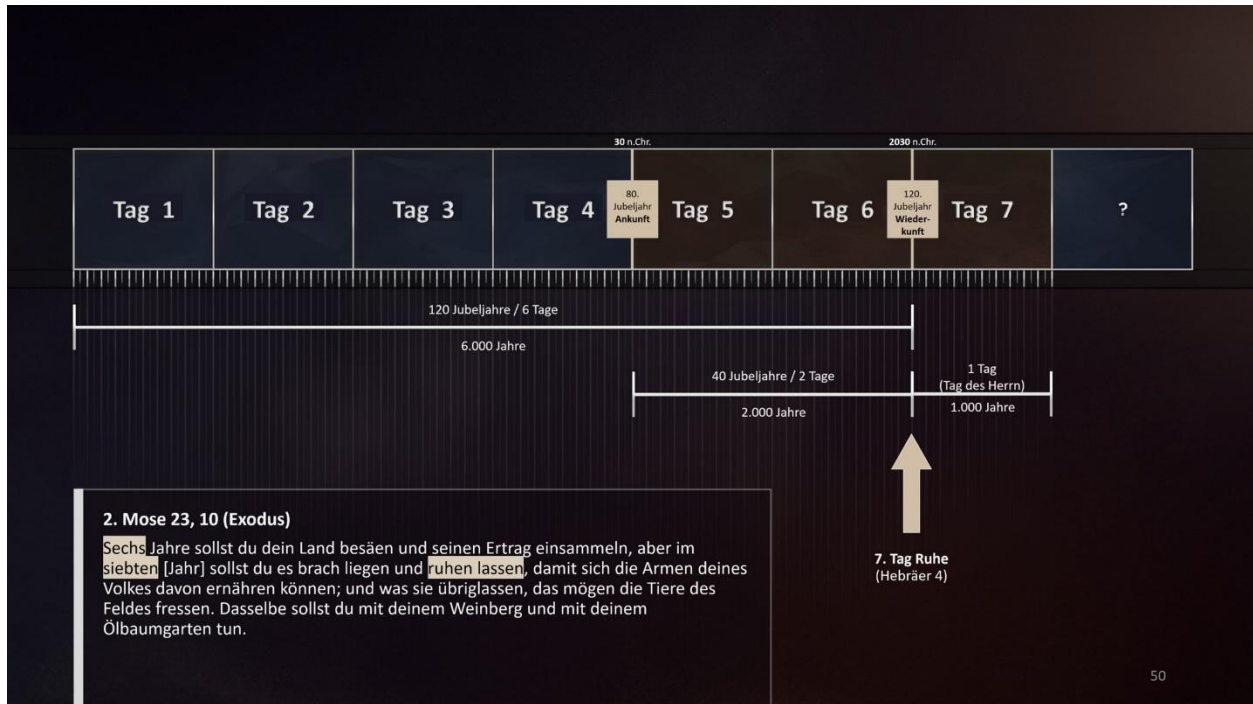 30 n.Chr.
2030 n.Chr.
Tag 1
Tag 2
Tag 3
Tag 4
80.
Jubeljahr
Ankunft
Tag 5
Tag 6
120.
Jubeljahr
Wieder-
kunft
Tag 7
?
120 Jubeljahre / 6 Tage
6.000 Jahre
40 Jubeljahre / 2 Tage
2.000 Jahre
1 Tag
(Tag des Herrn)
1.000 Jahre
7. Tag Ruhe
(Hebräer 4)
2. Mose 23, 10 (Exodus)
Sechs Jahre sollst du dein Land besäen und seinen Ertrag einsammeln, aber im
siebten [Jahr] sollst du es brach liegen und ruhen lassen, damit sich die Armen deines
Volkes davon ernähren können; und was sie übriglassen, das mögen die Tiere des
Feldes fressen. Dasselbe sollst du mit deinem Weinberg und mit deinem
Ölbaumgarten tun.
50